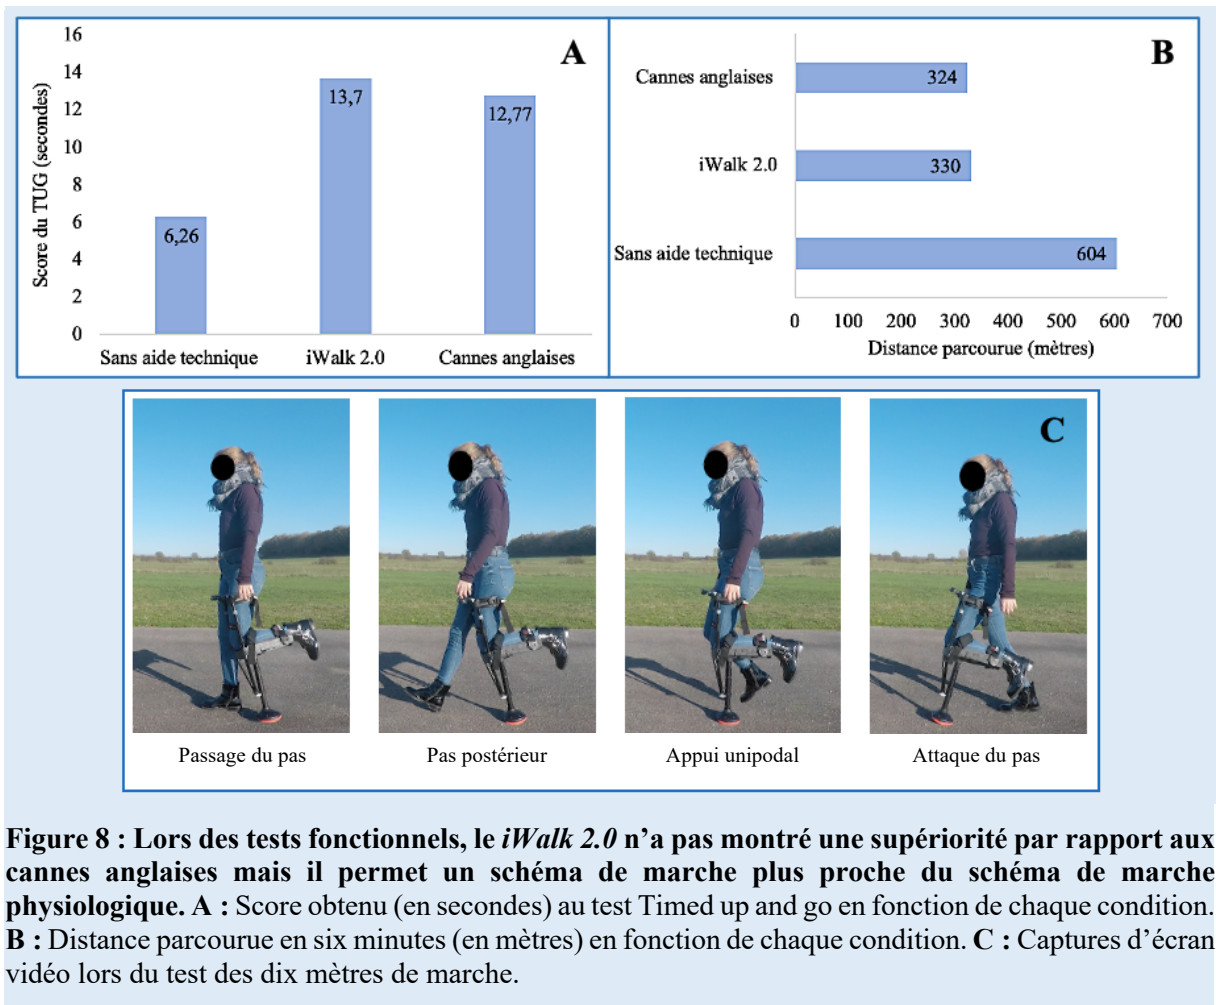 A
Score du TUG (secondes)
16
14
12
10
8
6
4
2
0
6,26
13,7
12,77
Sans aide technique
iWalk 2.0
Cannes anglaises
B
Cannes anglaises
324
iWalk 2.0
330
Sans aide technique
604
0 100 200 300 400 500 600 700
Distance parcourue (mètres)
C
Passage du pas
Pas postérieur
Appui unipodal
Attaque du pas
Figure 8 : Lors des tests fonctionnels, le iWalk 2.0 n’a pas montré une supériorité par rapport aux
cannes anglaises mais il permet un schéma de marche plus proche du schéma de marche
physiologique. A : Score obtenu (en secondes) au test Timed up and go en fonction de chaque condition.
B : Distance parcourue en six minutes (en mètres) en fonction de chaque condition. C : Captures d’écran
vidéo lors du test des dix mètres de marche.